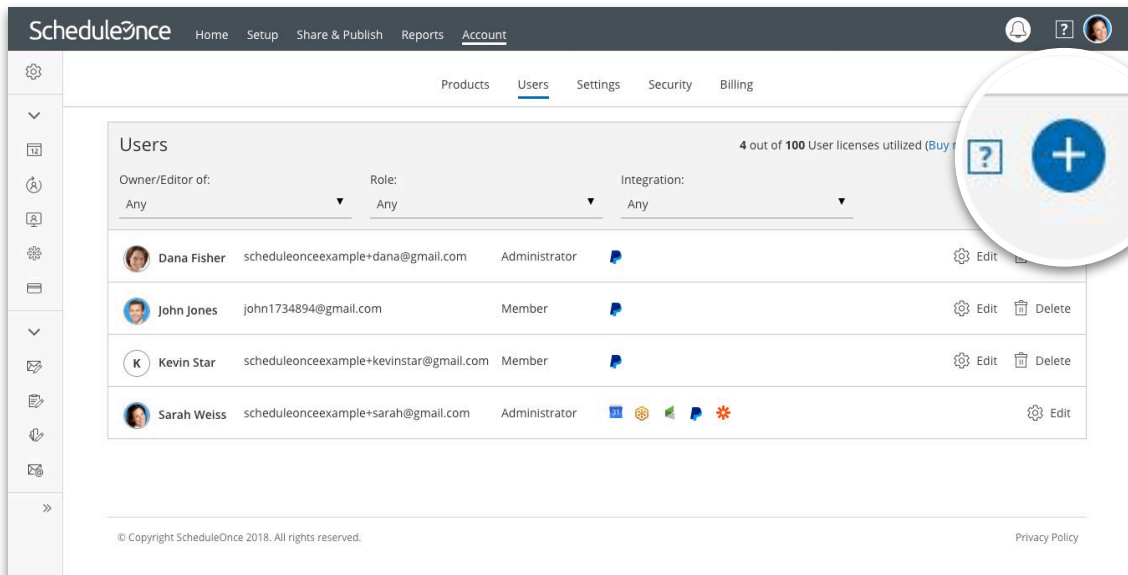 ScheduleOnce Home Setup Share & Publish Reports Account ?
Products Users Settings Security Billing
Users 4 out of 100 User licenses utilized (Buy ? +
Owner/Editor of: Role: Integration:
Any Any Any
Dana Fisher scheduleonceexample+dana@gmail.com Administrator Edit
John Jones john1734894@gmail.com Member Edit Delete
K Kevin Star scheduleonceexample+kevinstar@gmail.com Member Edit Delete
Sarah Weiss scheduleonceexample+sarah@gmail.com Administrator 31 Edit
12
© Copyright ScheduleOnce 2018. All rights reserved. Privacy Policy